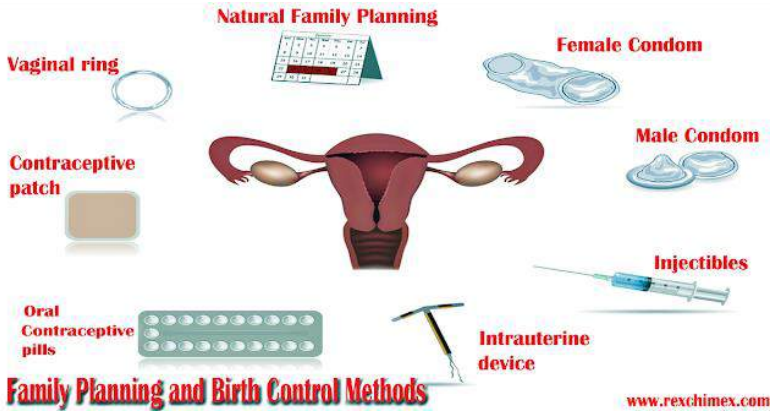 Natural Family Planning
Female Condom
Vaginal ring
Male Condom
Contraceptive
patch
Injectibles
Oral
Contraceptive
pills
Intrauterine
device
Family Planning and Birth Control Methods
www.rexchimex.com